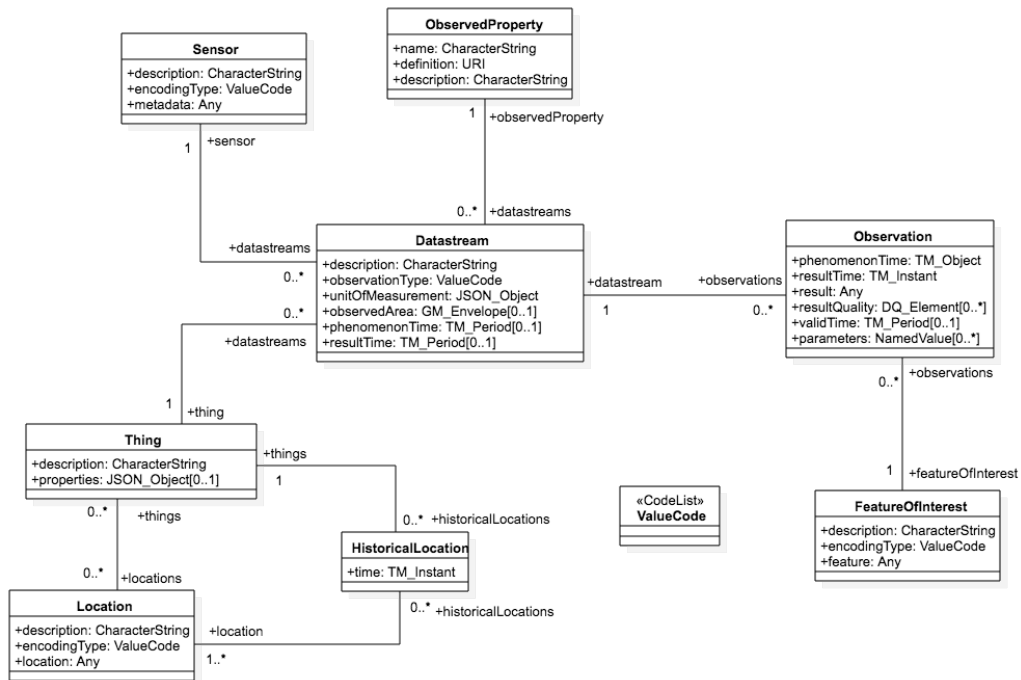 ObservedProperty
+name: CharacterString
+definition: URI
+description: CharacterString
Sensor
+description: CharacterString
+encodingType: ValueCode
+metadata: Any
1
+observedProperty
1
+sensor
0..*
+datastreams
+datastreams
0..*
Datastream
+description: CharacterString
+observationType: ValueCode
+unitOfMeasurement: JSON_Object
+observedArea: GM_Envelope[0..1]
+phenomenonTime: TM_Period[0..1]
+resultTime: TM_Period[0..1]
+datastream
1
+observations
0..*
Observation
+phenomenonTime: TM_Object
+resultTime: TM_Instant
+result: Any
+resultQuality: DQ_Element[0..*]
+validTime: TM_Period[0..1]
+parameters: NamedValue[0..*]
0..*
+datastreams
0..*
+observations
1
+thing
Thing
+description: CharacterString
+properties: JSON_Object[0..1]
+things
1
1
+featureOfInterest
0..*
+things
0..*
+historicalLocations
«CodeList»
ValueCode
FeatureOfInterest
+description: CharacterString
+encodingType: ValueCode
+feature: Any
HistoricalLocation
+time: TM_Instant
0..*
+locations
0..*
+historicalLocations
Location
+description: CharacterString
+encodingType: ValueCode
+location: Any
+location
1..*